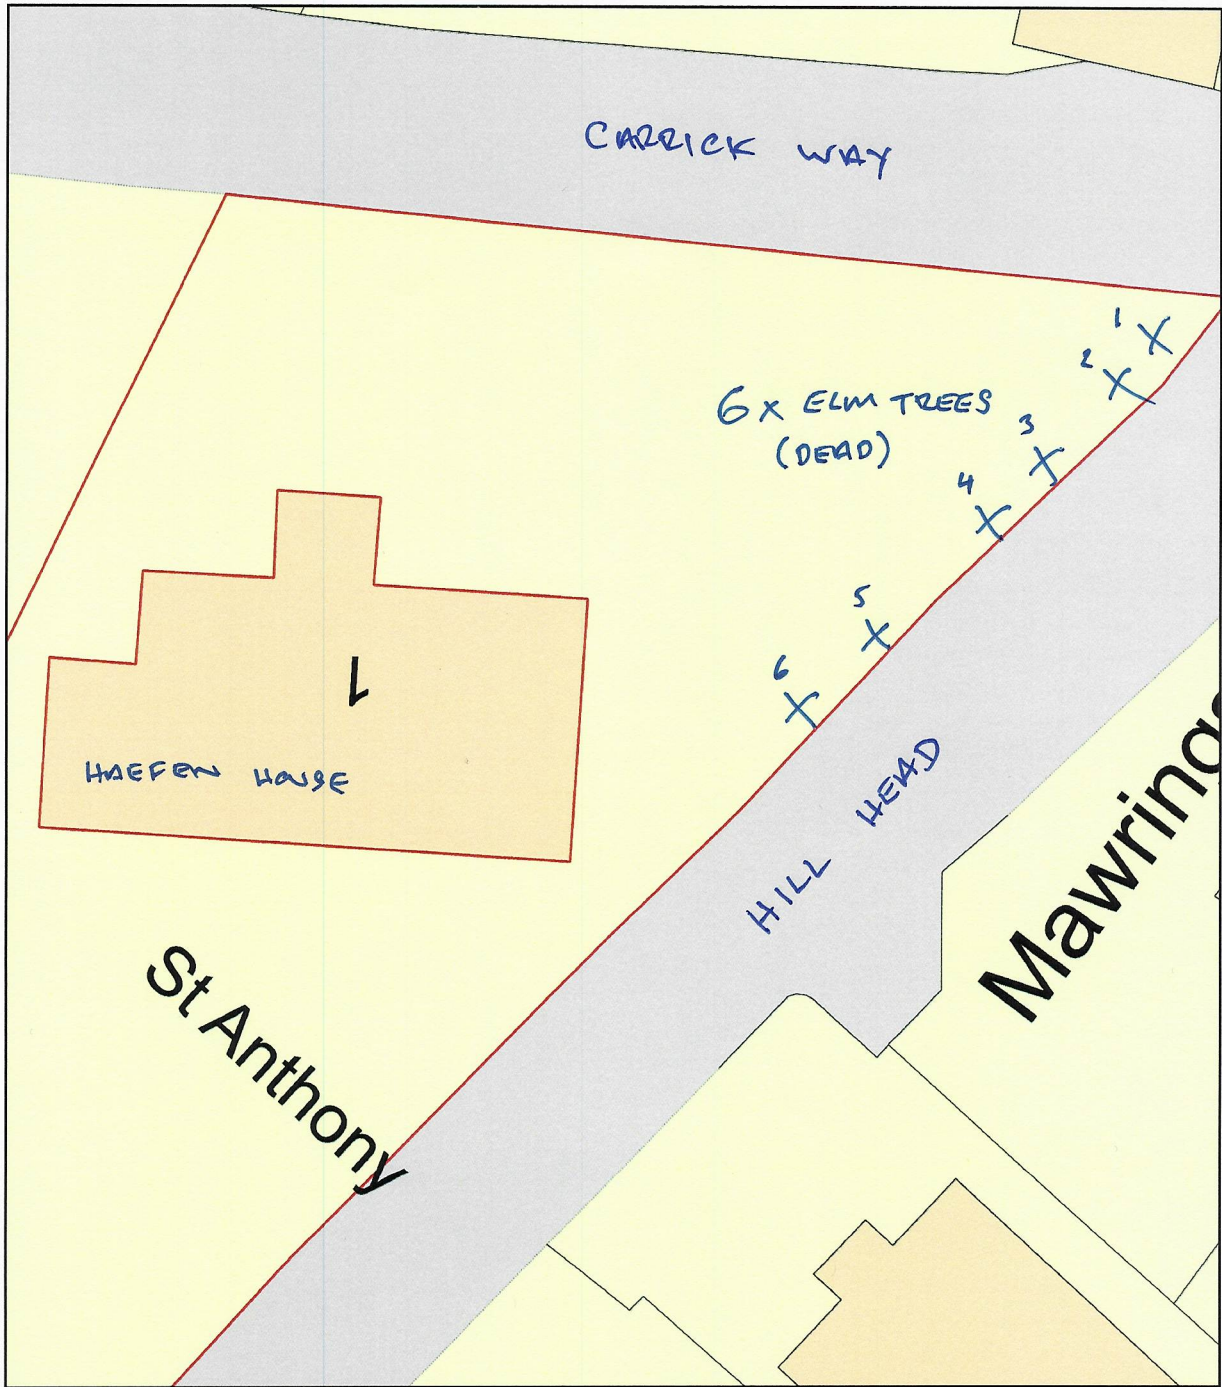 CARRICK WAY
1
2
6 X ELM TREES
(DEAD)
3
4
5
6
1
HAEFEN HOUSE
HILL HEAD
Mawrings
St Anthony